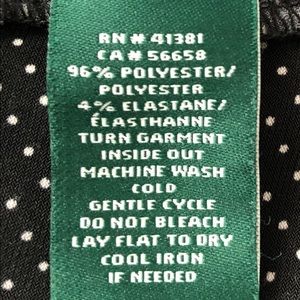 RN # 41381
CA # 56658
96% POLYESTER/
POLYESTER
4% ELASTANE/
ÉLASTHANNE
TURN GARMENT
INSIDE OUT
MACHINE WASH
COLD
GENTLE CYCLE
DO NOT BLEACH
LAY FLAT TO DRY
COOL IRON
IF NEEDED